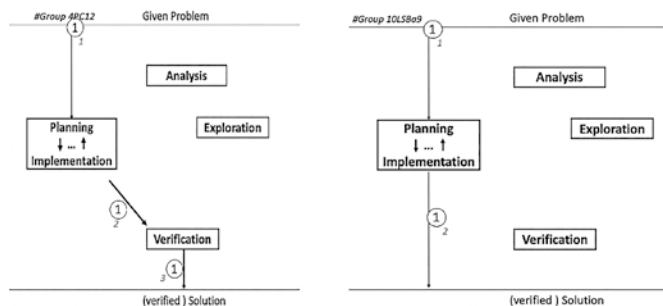 #Group 4PC12 Given Problem
1
1
Analysis
Planning
↓ ... ↑
Implementation
Exploration
1
2
Verification
1
3
(verified ) Solution
#Group 10LSBa9 Given Problem
1
1
Analysis
Planning
↓ ... ↑
Implementation
Exploration
1
2
Verification
(verified ) Solution